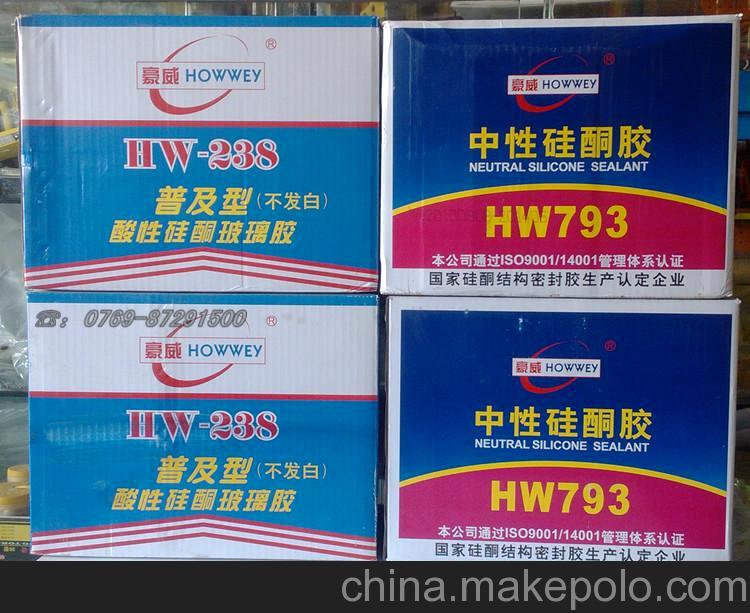 豪威 HOWWEY ®
HW-238
普及型(不发白)
酸性硅酮玻璃胶
豪威 HOWWEY ®
中性硅酮胶
NEUTRAL SILICONE SEALANT
HW793
本公司通过ISO9001/14001管理体系认证
国家硅酮结构密封胶生产认定企业
☎: 0769-87291500
豪威 HOWWEY ®
HW-238
普及型(不发白)
酸性硅酮玻璃胶
豪威 HOWWEY ®
中性硅酮胶
NEUTRAL SILICONE SEALANT
HW793
本公司通过ISO9001/14001管理体系认证
国家硅酮结构密封胶生产认定企业
china.makepolo.com